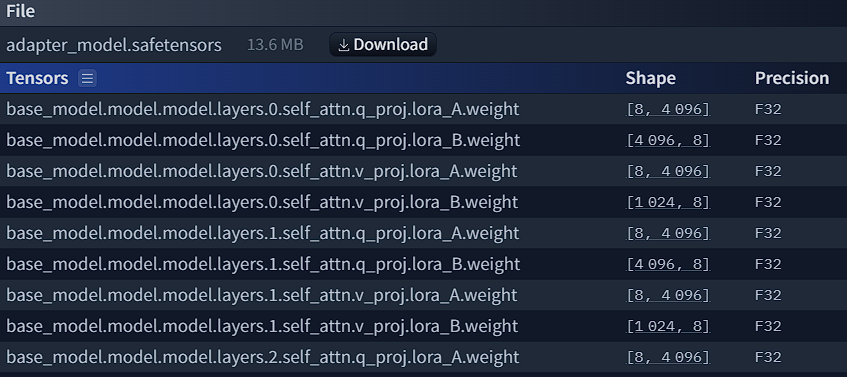 File
adapter_model.safetensors 13.6 MB Download
Tensors Shape Precision
base_model.model.model.layers.0.self_attn.q_proj.lora_A.weight [8, 4 096] F32
base_model.model.model.layers.0.self_attn.q_proj.lora_B.weight [4 096, 8] F32
base_model.model.model.layers.0.self_attn.v_proj.lora_A.weight [8, 4 096] F32
base_model.model.model.layers.0.self_attn.v_proj.lora_B.weight [1 024, 8] F32
base_model.model.model.layers.1.self_attn.q_proj.lora_A.weight [8, 4 096] F32
base_model.model.model.layers.1.self_attn.q_proj.lora_B.weight [4 096, 8] F32
base_model.model.model.layers.1.self_attn.v_proj.lora_A.weight [8, 4 096] F32
base_model.model.model.layers.1.self_attn.v_proj.lora_B.weight [1 024, 8] F32
base_model.model.model.layers.2.self_attn.q_proj.lora_A.weight [8, 4 096] F32